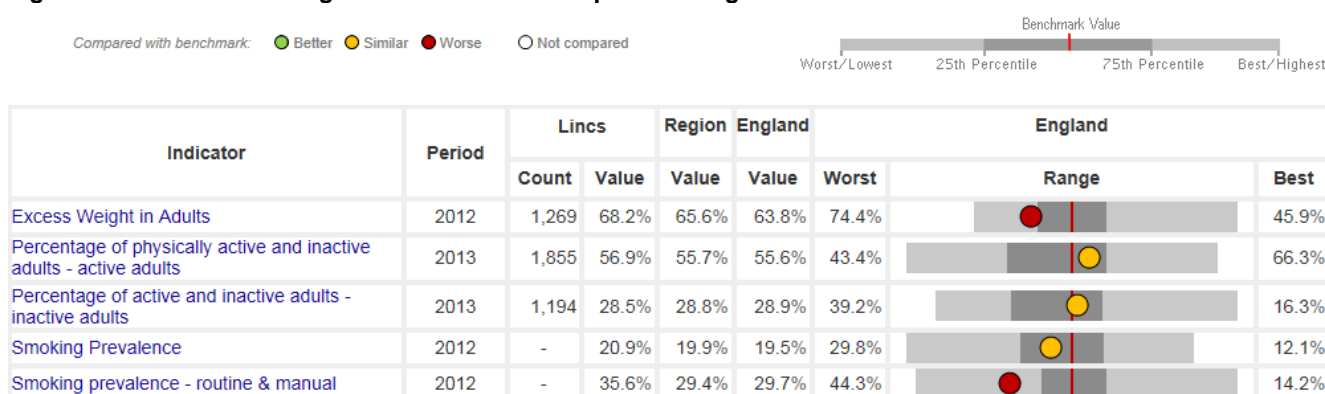 Compared with benchmark: Better Similar Worse Not compared
Benchmark Value
Worst/Lowest 25th Percentile 75th Percentile Best/Highest
Indicator Period Lincs Region England England
Count Value Value Value Worst Range Best
Excess Weight in Adults 2012 1,269 68.2% 65.6% 63.8% 74.4% 45.9%
Percentage of physically active and inactive
adults - active adults 2013 1,855 56.9% 55.7% 55.6% 43.4% 66.3%
Percentage of active and inactive adults -
inactive adults 2013 1,194 28.5% 28.8% 28.9% 39.2% 16.3%
Smoking Prevalence 2012 - 20.9% 19.9% 19.5% 29.8% 12.1%
Smoking prevalence - routine & manual 2012 - 35.6% 29.4% 29.7% 44.3% 14.2%